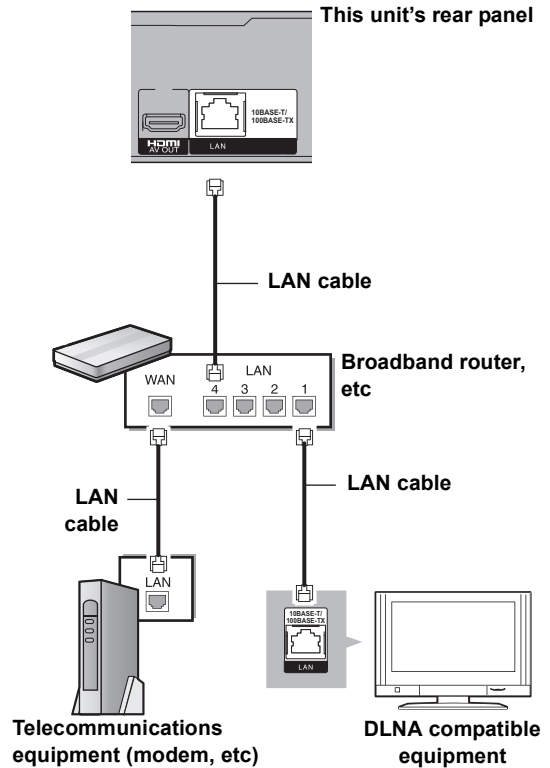 This unit's rear panel
10BASE-T/
100BASE-TX
HDMI
AV OUT
LAN
LAN cable
Broadband router,
etc
WAN
LAN
4 3 2 1
LAN
cable
LAN cable
LAN
10BASE-T/
100BASE-TX
LAN
Telecommunications
equipment (modem, etc)
DLNA compatible
equipment